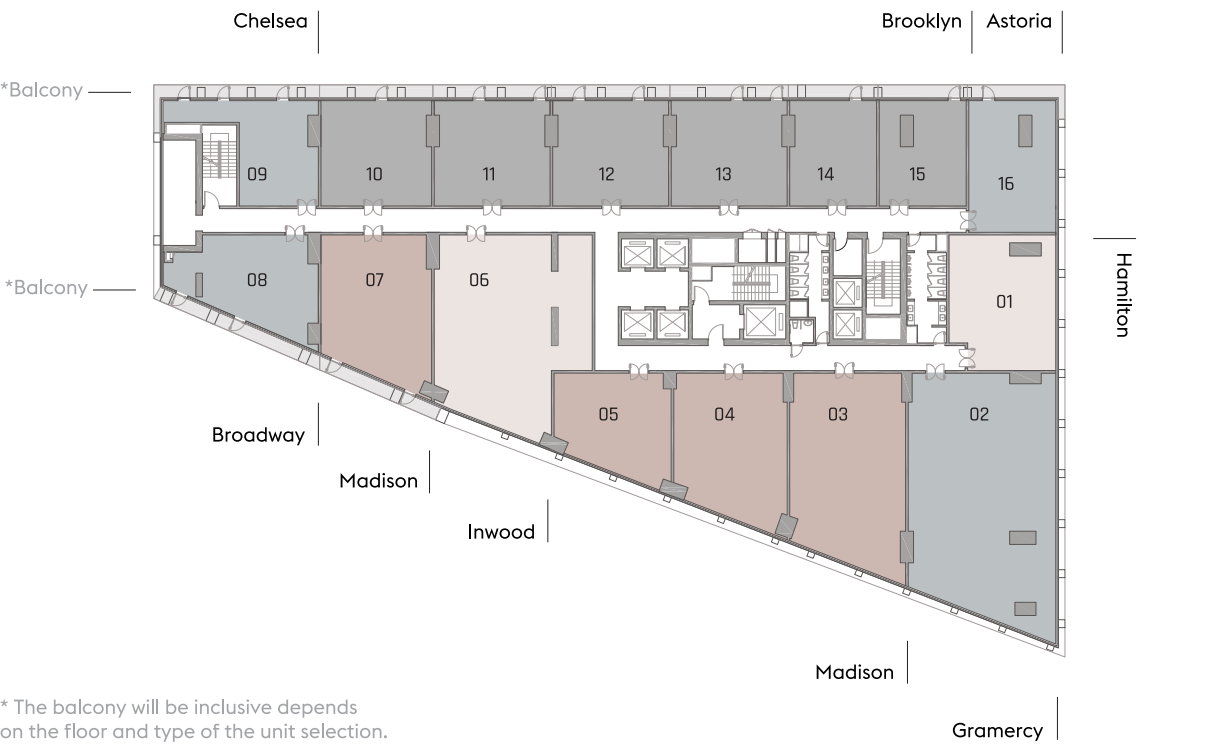 Chelsea
Brooklyn
Astoria
*Balcony
09
10
11
12
13
14
15
16
*Balcony
08
07
06
01
Hamilton
05
04
03
02
Broadway
Madison
Inwood
Madison
Gramercy
* The balcony will be inclusive depends
on the floor and type of the unit selection.